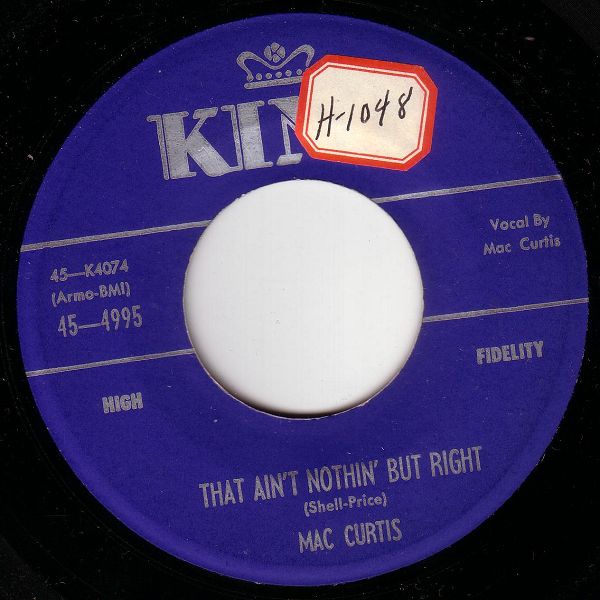 KIN
H-1048
Vocal By
Mac Curtis
45—K4074
(Armo-BMI)
45—4995
HIGH
FIDELITY
THAT AIN'T NOTHIN' BUT RIGHT
(Shell-Price)
MAC CURTIS